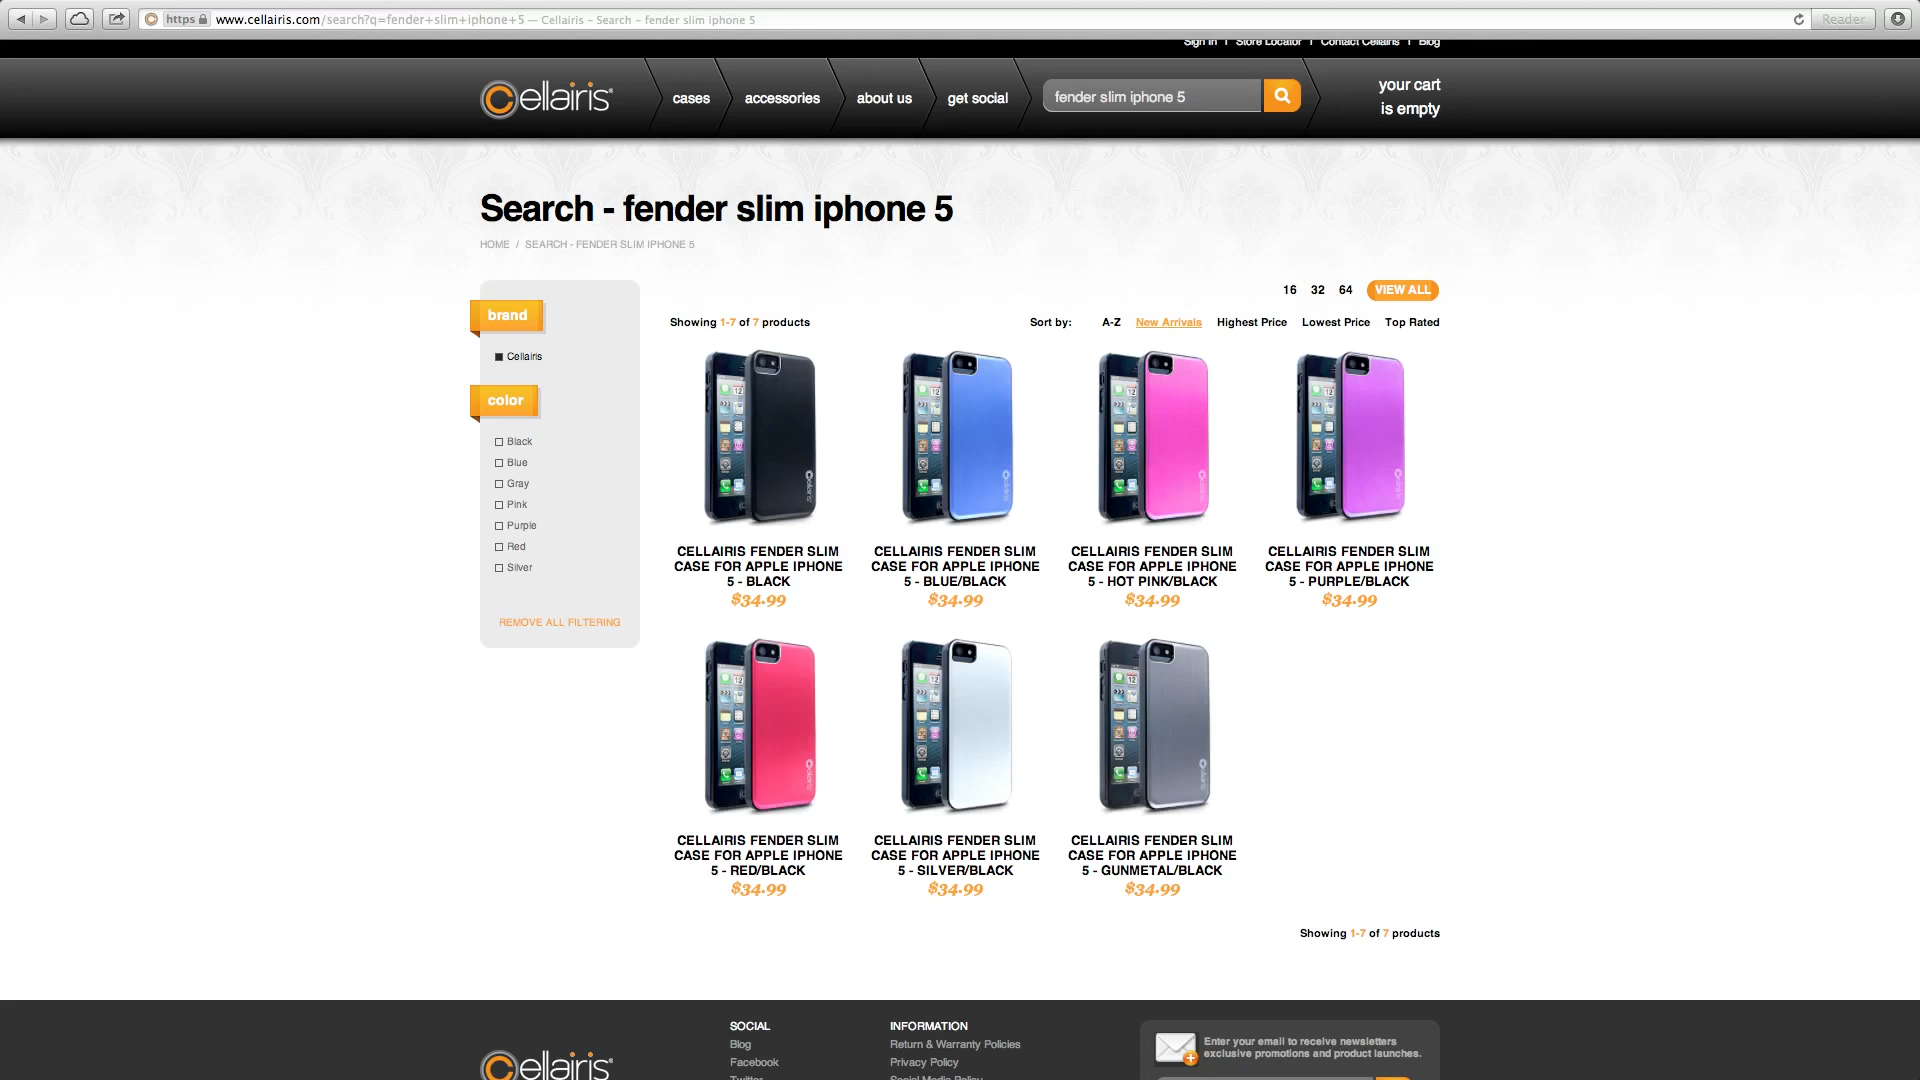 https www.cellairis.com/search?q=fender+slim+iphone+5 — Cellairis - Search - fender slim iphone 5
Reader
Sign In | Store Locator | Contact Cellairis | Blog
cellairis
cases
accessories
about us
get social
fender slim iphone 5
your cart
is empty
Search - fender slim iphone 5
HOME / SEARCH - FENDER SLIM IPHONE 5
16 32 64 VIEW ALL
brand
Cellairis
color
Black
Blue
Gray
Pink
Purple
Red
Silver
REMOVE ALL FILTERING
Showing 1-7 of 7 products
Sort by: A-Z New Arrivals Highest Price Lowest Price Top Rated
CELLAIRIS FENDER SLIM
CASE FOR APPLE IPHONE
5 - BLACK
$34.99
CELLAIRIS FENDER SLIM
CASE FOR APPLE IPHONE
5 - BLUE/BLACK
$34.99
CELLAIRIS FENDER SLIM
CASE FOR APPLE IPHONE
5 - HOT PINK/BLACK
$34.99
CELLAIRIS FENDER SLIM
CASE FOR APPLE IPHONE
5 - PURPLE/BLACK
$34.99
CELLAIRIS FENDER SLIM
CASE FOR APPLE IPHONE
5 - RED/BLACK
$34.99
CELLAIRIS FENDER SLIM
CASE FOR APPLE IPHONE
5 - SILVER/BLACK
$34.99
CELLAIRIS FENDER SLIM
CASE FOR APPLE IPHONE
5 - GUNMETAL/BLACK
$34.99
Showing 1-7 of 7 products
cellairis
SOCIAL
Blog
Facebook
Twitter
INFORMATION
Return & Warranty Policies
Privacy Policy
Social Media Policy
Enter your email to receive newsletters
exclusive promotions and product launches.